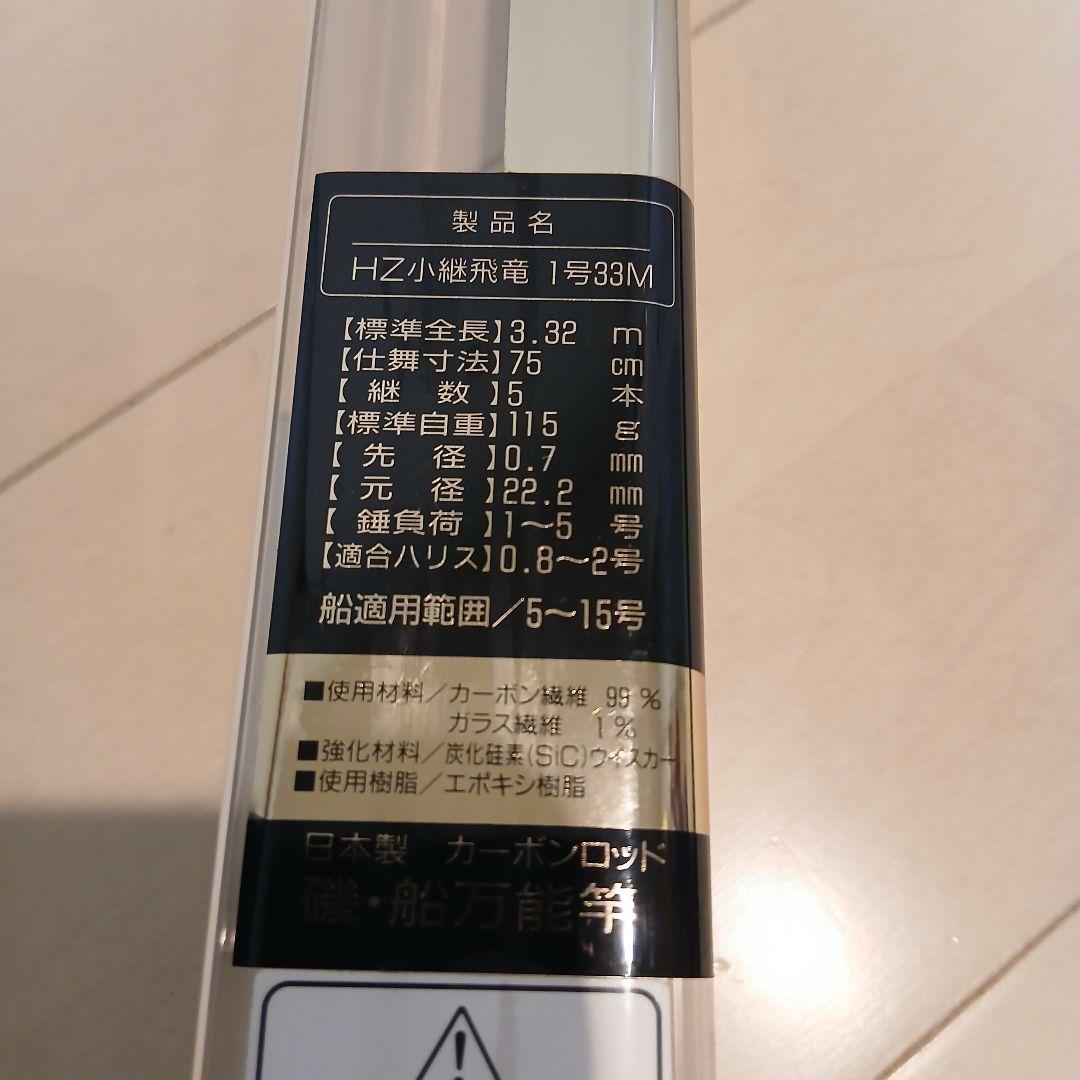 製品名
HZ小継飛竜 1号33M
【標準全長】3.32 m
【仕舞寸法】75 cm
【継数】5 本
【標準自重】115 g
【先径】0.7 mm
【元径】22.2 mm
【錘負荷】1〜5 号
【適合ハリス】0.8〜2号
船適用範囲/5〜15号
■使用材料/カーボン繊維 99%
ガラス繊維 1%
■強化材料/炭化硅素(SiC)ウイスカー
■使用樹脂/エポキシ樹脂
日本製 カーボンロッド
磯・船万能竿